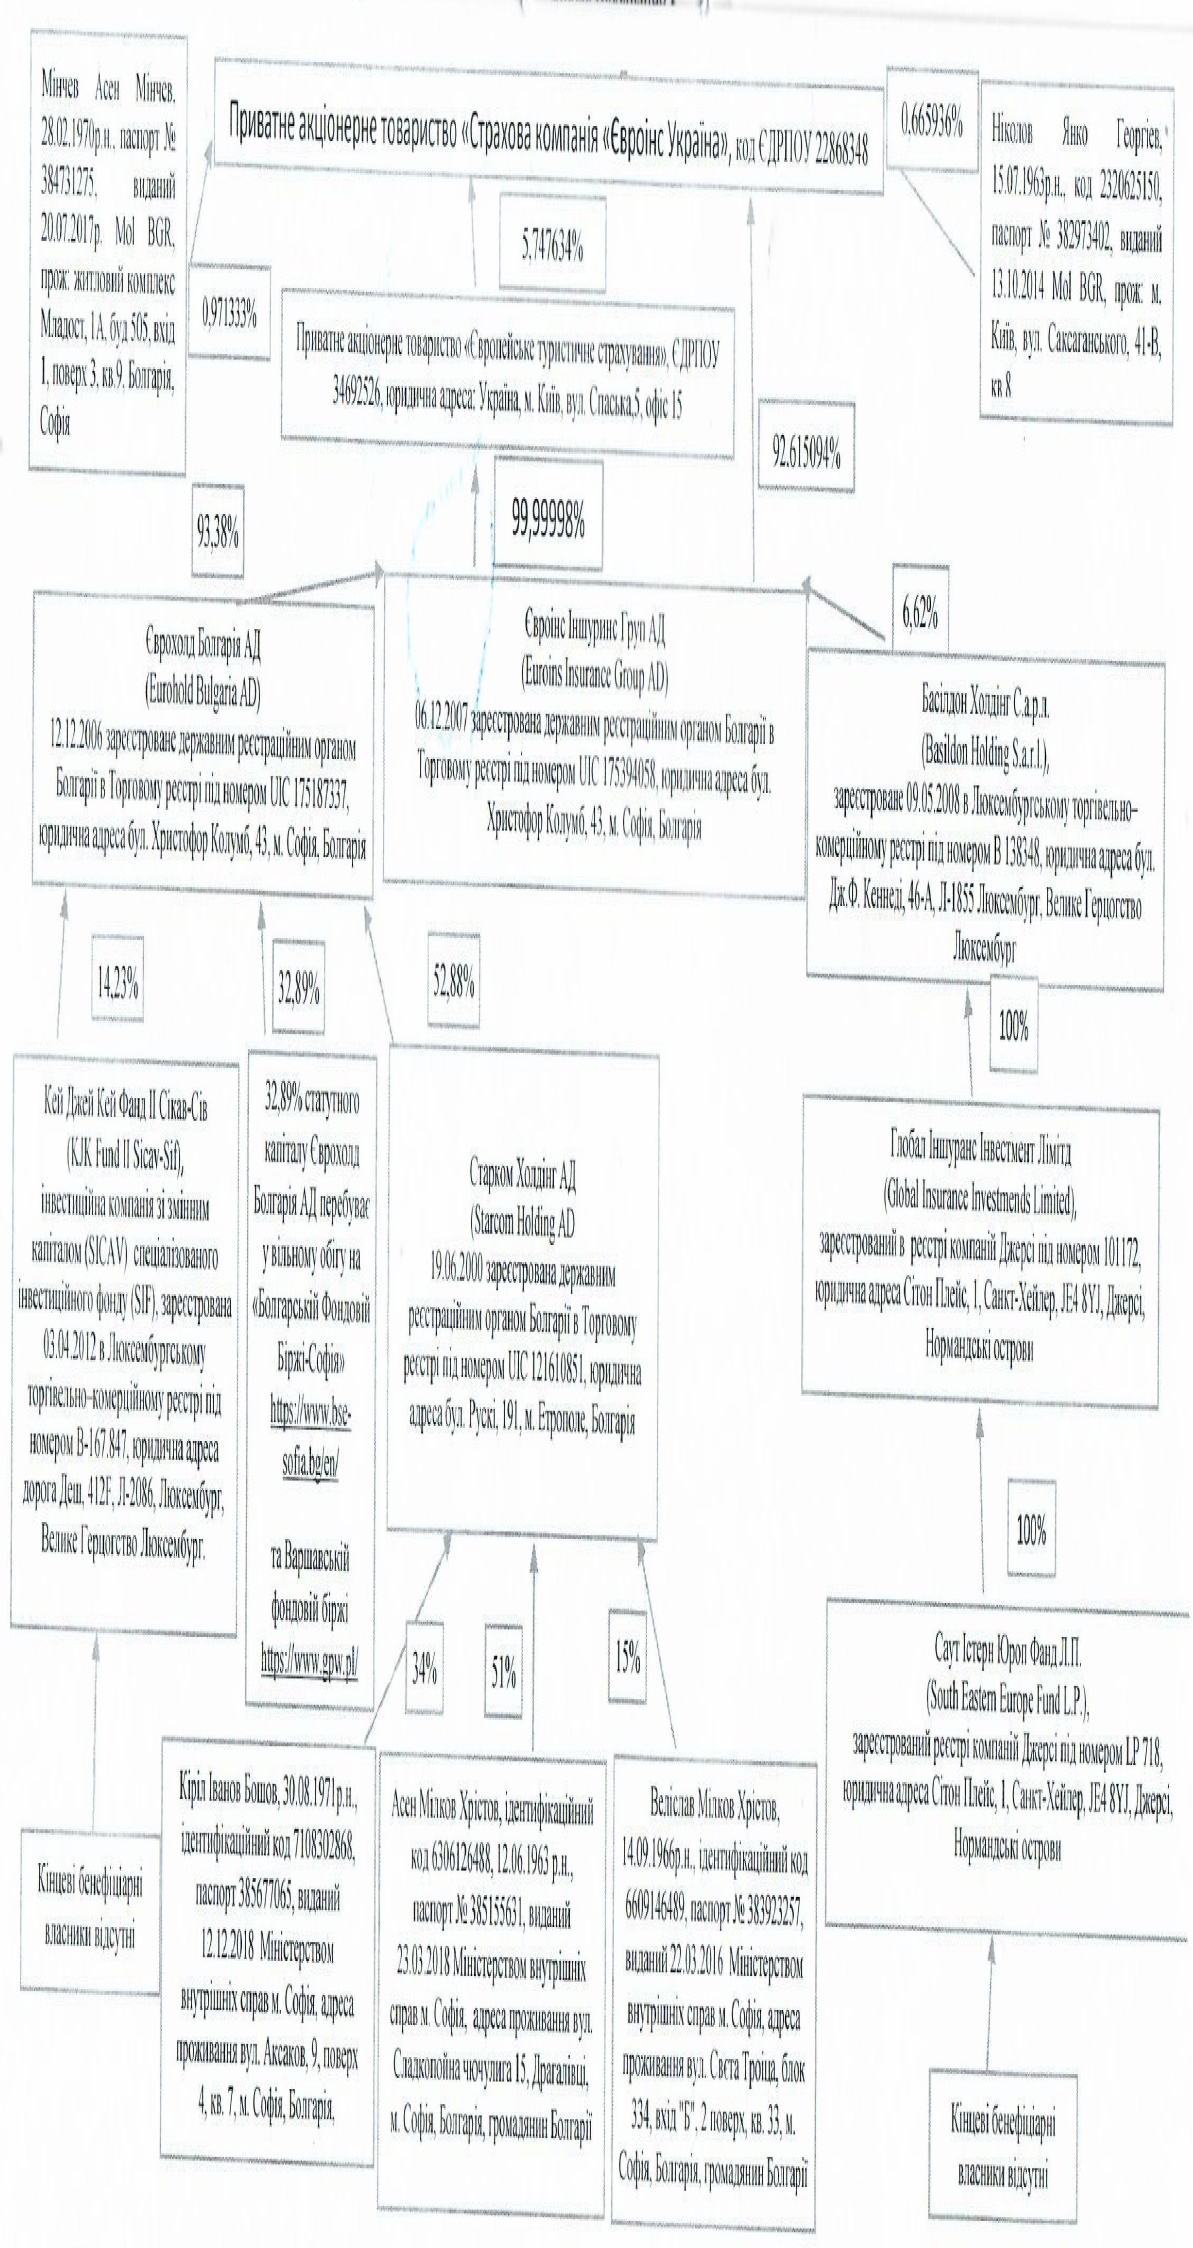 Мінчев Асен Мінчев,
28.02.1970р.н., паспорт №
384731275, виданий
20.07.2017р. Mol BGR,
прож. житловий комплекс
Младост, 1А, буд 505, вхід
1, поверх 3, кв.9. Болгарія,
Софія
Приватне акціонерне товариство «Страхова компанія «Євроінс Україна», код ЄДРПОУ 22868348
0,665936%
Ніколов Янко Георгієв,
15.07.1963р.н., код 2320625150,
паспорт № 382973402, виданий
13.10.2014 Mol BGR, прож: м.
Київ, вул. Саксаганського, 41-В,
кв 8
0,971333%
5,747634%
Приватне акціонерне товариство «Європейське туристичне страхування», ЄДРПОУ
34692526, юридична адреса: Україна, м. Київ, вул. Спаська,5, офіс 15
92.615094%
93,38%
99,99998%
6,62%
Єврохолд Болгарія АД
(Eurohold Bulgaria AD)
12.12.2006 зареєстроване державним реєстраційним органом
Болгарії в Торговому реєстрі під номером UIC 175187337,
юридична адреса бул. Христофор Колумб, 43, м. Софія, Болгарія
Євроінс Іншуринс Груп АД
(Euroins Insurance Group AD)
06.12.2007 зареєстрована державним реєстраційним органом Болгарії в
Торговому реєстрі під номером UIC 175394058, юридична адреса бул.
Христофор Колумб, 43, м. Софія, Болгарія
Басілдон Холдінг С.а.р.л.
(Basildon Holding S.a.r.l.),
зареєстроване 09.05.2008 в Люксембургському торгівельно–
комерційному реєстрі під номером В 138348, юридична адреса бул.
Дж.Ф. Кеннеді, 46-А, Л-1855 Люксембург, Велике Герцогство
Люксембург
14,23%
32,89%
52,88%
100%
Кей Джей Кей Фанд ІІ Сікав-Сів
(KJK Fund II Sicav-Sif),
інвестиційна компанія зі змінним
капіталом (SICAV) спеціалізованого
інвестиційного фонду (SIF), зареєстрована
03.04.2012 в Люксембургському
торгівельно–комерційному реєстрі під
номером В-167.847, юридична адреса
дорога Деш, 412F, Л-2086, Люксембург,
Велике Герцогство Люксембург.
32,89% статутного
капіталу Єврохолд
Болгарія АД перебуває
у вільному обігу на
«Болгарській Фондовій
Біржі-Софія»
https://www.bse-
sofia.bg/en/
та Варшавській
фондовій біржі
https://www.gpw.pl/
Старком Холдінг АД
(Starcom Holding AD
19.06.2000 зареєстрована державним
реєстраційним органом Болгарії в Торговому
реєстрі під номером UIC 121610851, юридична
адреса бул. Рускі, 191, м. Етрополе, Болгарія
Глобал Іншуранс Інвестмент Лімітд
(Global Insurance Investmends Limited),
зареєстрований в реєстрі компаній Джерсі під номером 101172,
юридична адреса Сітон Плейс, 1, Санкт-Хейлер, JE4 8YJ, Джерсі,
Нормандські острови
100%
34%
51%
15%
Саут Істерн Юроп Фанд Л.П.
(South Eastern Europe Fund L.P.),
зареєстрований реєстрі компаній Джерсі під номером LP 718,
юридична адреса Сітон Плейс, 1, Санкт-Хейлер, JE4 8YJ, Джерсі,
Нормандські острови
Кінцеві бенефіціарні
власники відсутні
Кіріл Іванов Бошов, 30.08.1971р.н.,
ідентифікаційний код 7108302868,
паспорт 385677065, виданий
12.12.2018 Міністерством
внутрішніх справ м. Софія, адреса
проживання вул. Аксаков, 9, поверх
4, кв. 7, м. Софія, Болгарія,
Асен Мілков Хрістов, ідентифікаційний
код 6306126488, 12.06.1963 р.н.,
паспорт № 385155631, виданий
23.03.2018 Міністерством внутрішніх
справ м. Софія, адреса проживання вул.
Сладкопойна чючулига 15, Драгалівці,
м. Софія, Болгарія, громадянин Болгарії
Веліслав Мілков Хрістов,
14.09.1966р.н., ідентифікаційний код
6609146489, паспорт № 383923257,
виданий 22.03.2016 Міністерством
внутрішніх справ м. Софія, адреса
проживання вул. Света Троіца, блок
334, вхід "Б", 2 поверх, кв. 33, м.
Софія, Болгарія, громадянин Болгарії
Кінцеві бенефіціарні
власники відсутні